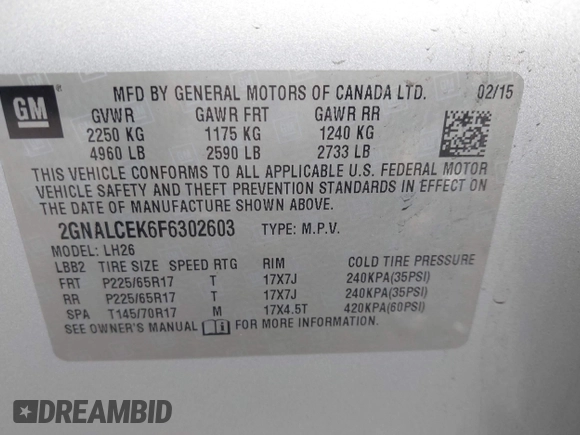 GM
MFD BY GENERAL MOTORS OF CANADA LTD. 02/15
GVWR GAWR FRT GAWR RR
2250 KG 1175 KG 1240 KG
4960 LB 2590 LB 2733 LB
THIS VEHICLE CONFORMS TO ALL APPLICABLE U.S. FEDERAL MOTOR
VEHICLE SAFETY AND THEFT PREVENTION STANDARDS IN EFFECT ON
THE DATE OF MANUFACTURE SHOWN ABOVE.
2GNALCEK6F6302603 TYPE: M.P.V.
MODEL: LH26
LBB2 TIRE SIZE SPEED RTG RIM COLD TIRE PRESSURE
FRT P225/65R17 T 17X7J 240KPA(35PSI)
RR P225/65R17 T 17X7J 240KPA(35PSI)
SPA T145/70R17 M 17X4.5T 420KPA(60PSI)
SEE OWNER'S MANUAL FOR MORE INFORMATION.
DREAMBID